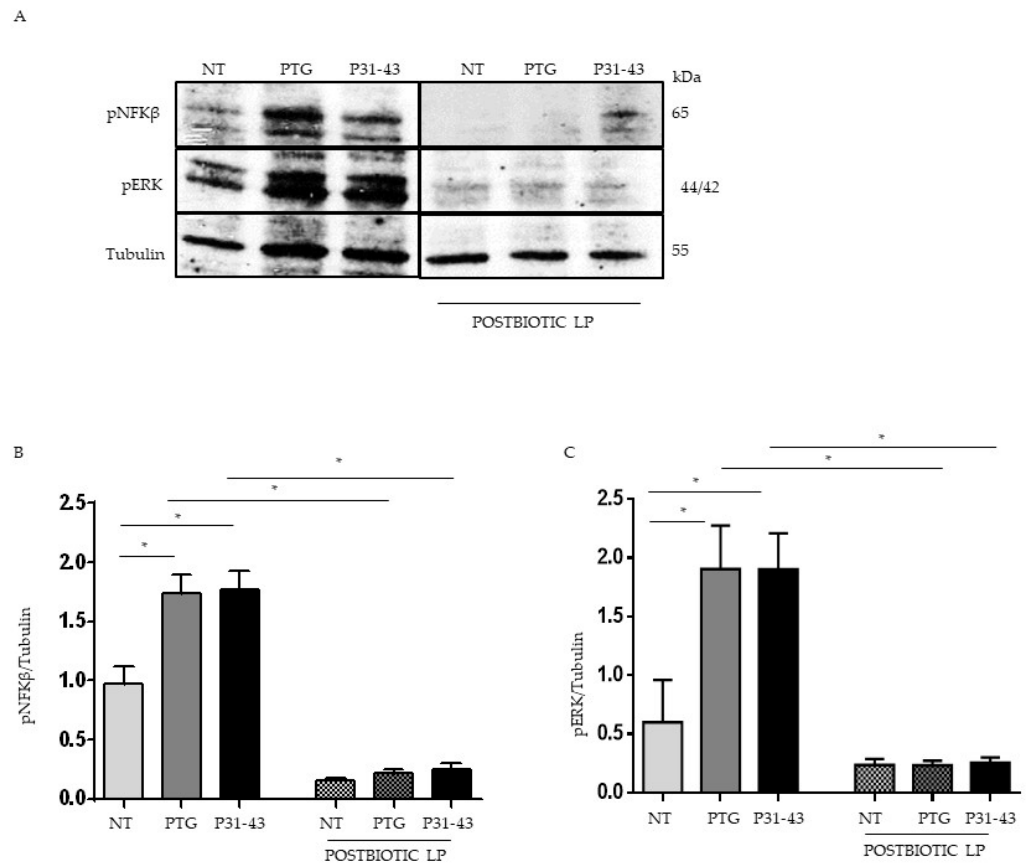 A
NT PTG P31-43 NT PTG P31-43 kDa
pNFKβ 65
pERK 44/42
Tubulin 55
POSTBIOTIC LP
B
* 
*
*
*
pNFKβ/Tubulin
2.5
2.0
1.5
1.0
0.5
0.0
NT PTG P31-43 NT PTG P31-43
POSTBIOTIC LP
C
*
*
*
*
pERK/Tubulin
2.5
2.0
1.5
1.0
0.5
0.0
NT PTG P31-43 NT PTG P31-43
POSTBIOTIC LP